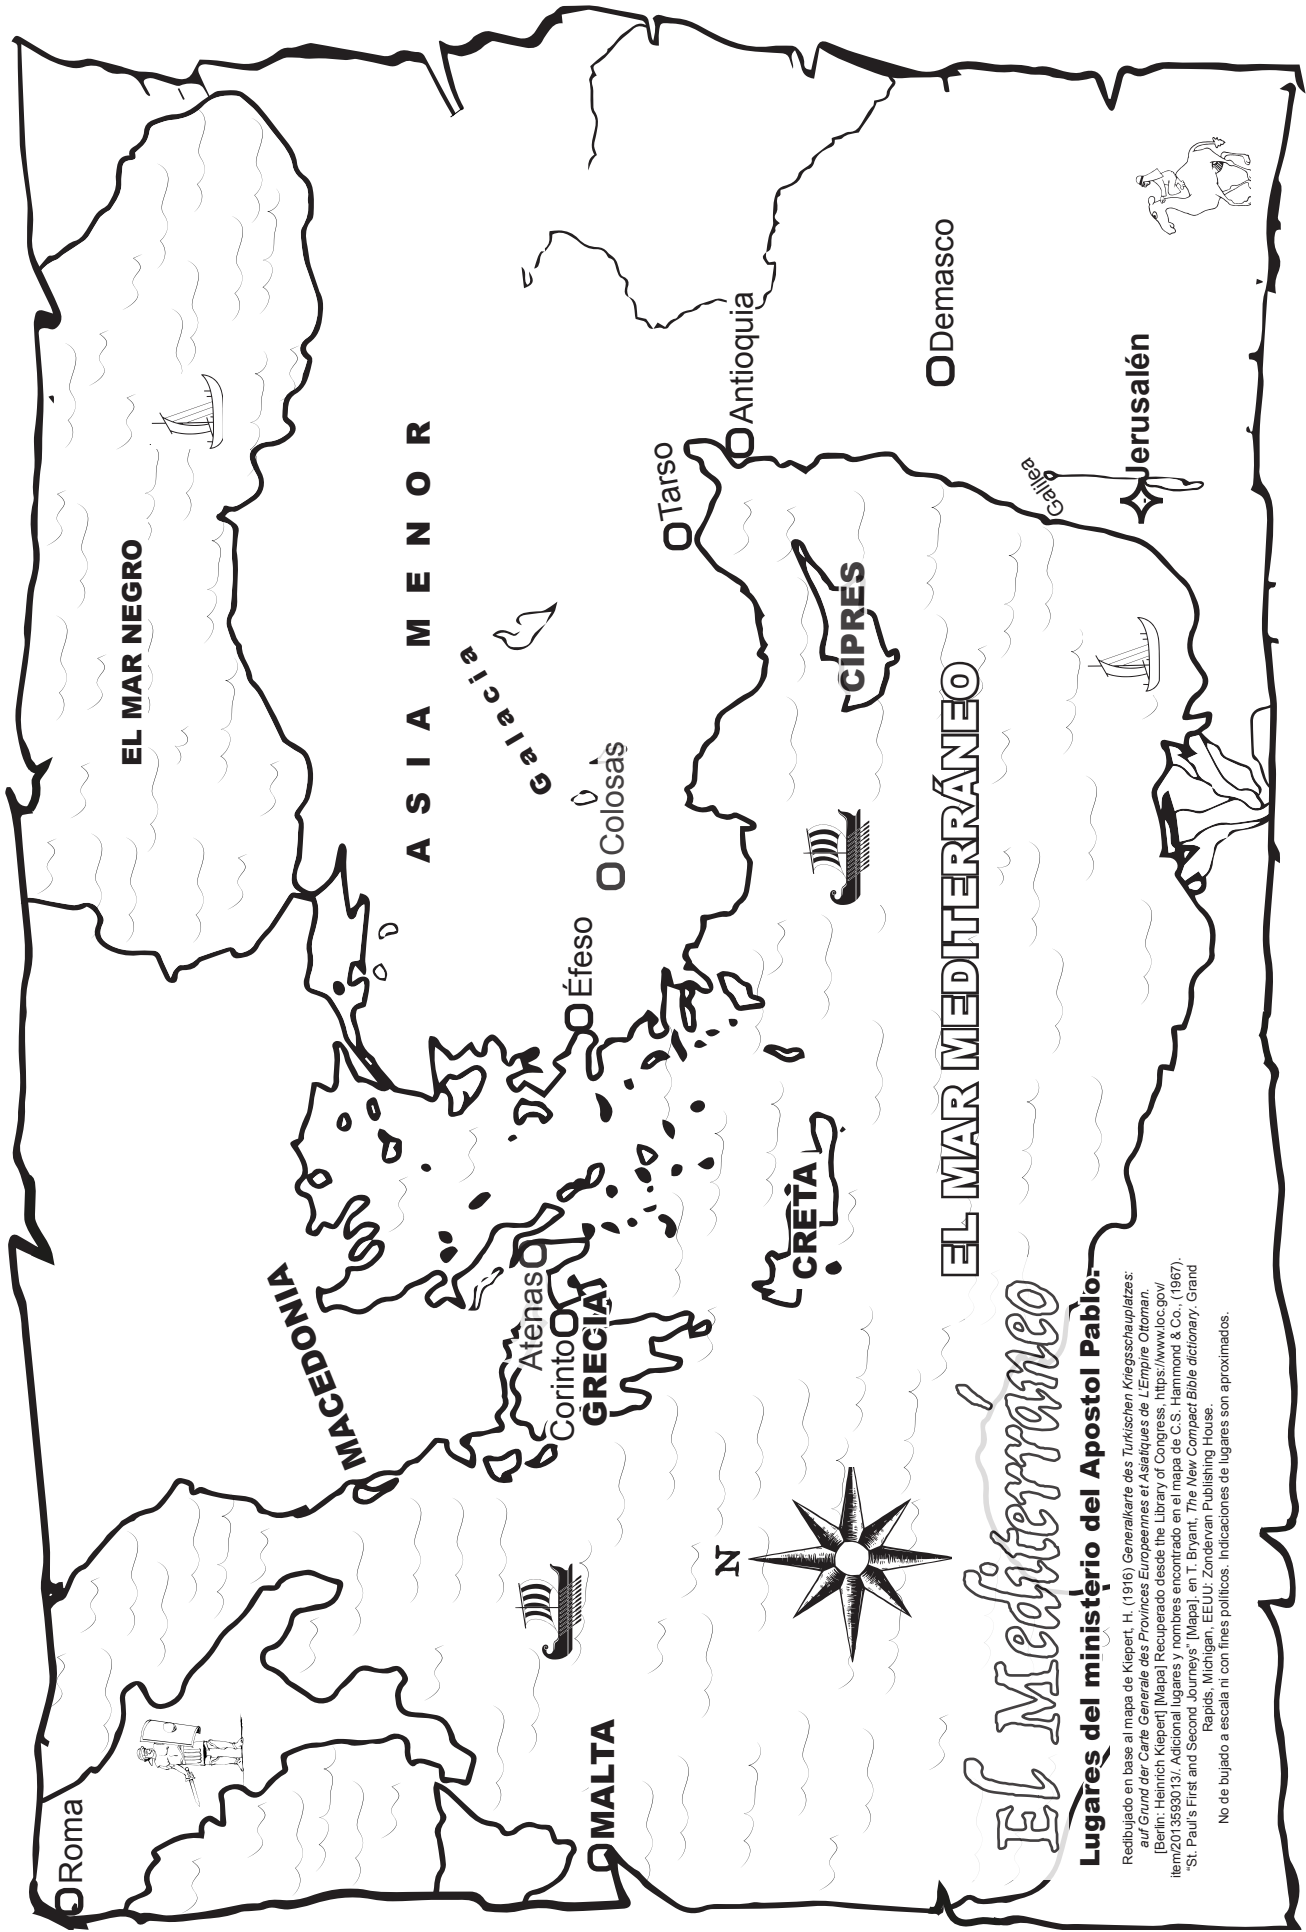 Roma
EL MAR NEGRO
MACEDONIA
ASIA MENOR
Galacia
Atenas
Corinto
GRECIA
Éfeso
Colosas
MALTA
Tarso
Antioquia
N
CRETA
CIPRES
Demasco
EL MAR MEDITERRÁNEO
Galilea
Jerusalén
El Mediterráneo
Lugares del ministerio del Apostol Pablo.
Redibujado en base al mapa de Kiepert, H. (1916) Generalkarte des Turkischen Kriegsschauplatzes:
auf Grund der Carte Generale des Provinces Europeennes et Asiatiques de L'Empire Ottoman.
[Berlin: Heinrich Kiepert] [Mapa] Recuperado desde the Library of Congress, https://www.loc.gov/
item/2013593013/. Adicional lugares y nombres encontrado en el mapa de C.S. Hammond & Co., (1967).
"St. Paul's First and Second Journeys" [Mapa]. en T. Bryant, The New Compact Bible dictionary. Grand
Rapids, Michigan, EEUU: Zondervan Publishing House.
No de bujado a escala ni con fines políticos. Indicaciones de lugares son aproximados.